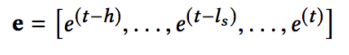 e = [e^{(t−h)}, . . . , e^{(t−l_s)}, . . . , e^{(t)}]